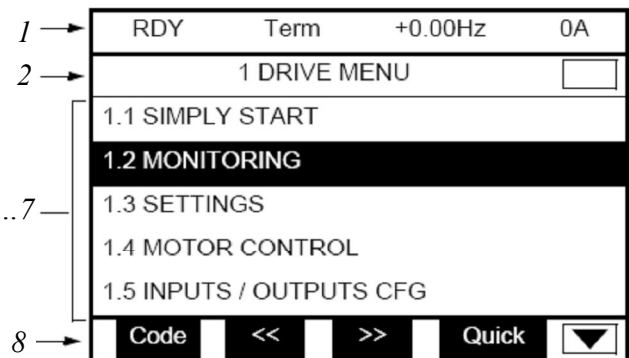 1 RDY Term +0.00Hz 0A
2 1 DRIVE MENU
1.1 SIMPLY START
1.2 MONITORING
..7 1.3 SETTINGS
1.4 MOTOR CONTROL
1.5 INPUTS / OUTPUTS CFG
8 Code << >> Quick